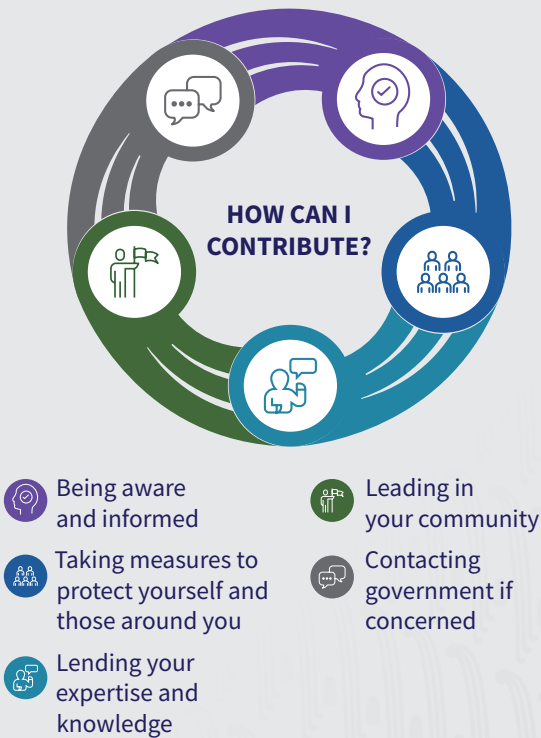 HOW CAN I
CONTRIBUTE?
Being aware
and informed
Taking measures to
protect yourself and
those around you
Lending your
expertise and
knowledge
Leading in
your community
Contacting
government if
concerned